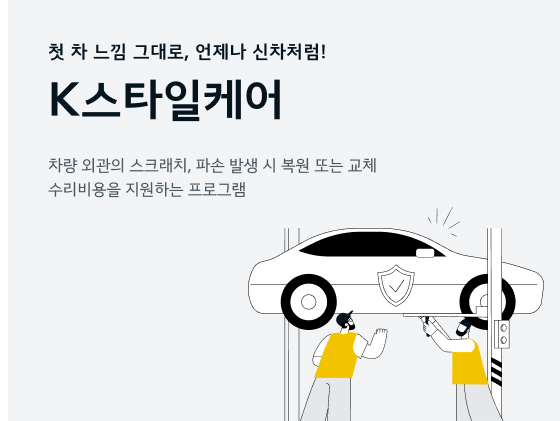 첫 차 느낌 그대로, 언제나 신차처럼!
K스타일케어
차량 외관의 스크래치, 파손 발생 시 복원 또는 교체
수리비용을 지원하는 프로그램